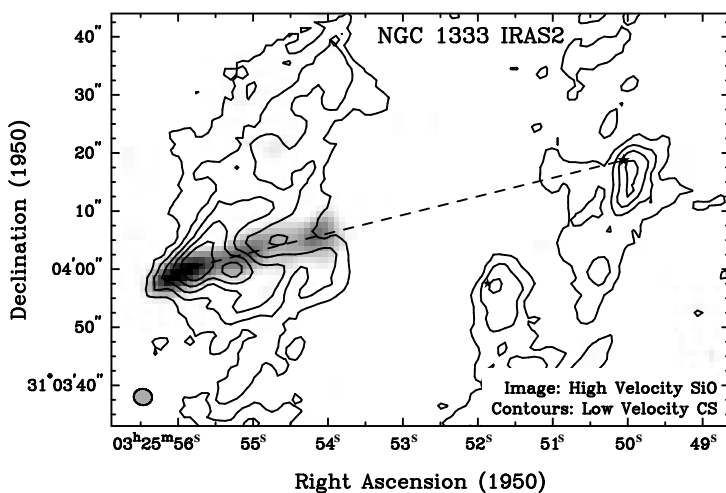 NGC 1333 IRAS2
40"
30"
20"
10"
04'00"
50"
31°03'40"
Declination (1950)
Image: High Velocity SiO
Contours: Low Velocity CS
03ʰ25ᵐ56ˢ
55ˢ
54ˢ
53ˢ
52ˢ
51ˢ
50ˢ
49ˢ
Right Ascension (1950)